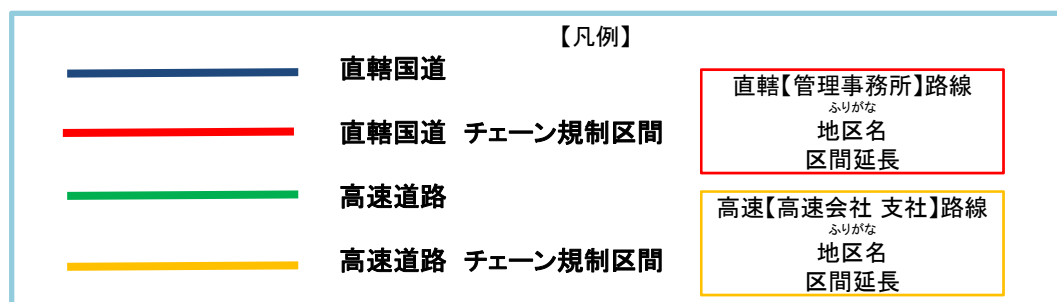 【凡例】
直轄国道
直轄国道 チェーン規制区間
高速道路
高速道路 チェーン規制区間
直轄【管理事務所】路線
ふりがな
地区名
区間延長
高速【高速会社 支社】路線
ふりがな
地区名
区間延長